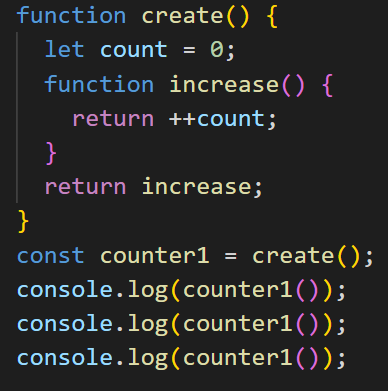 function create() {
  let count = 0;
  function increase() {
    return ++count;
  }
  return increase;
}
const counter1 = create();
console.log(counter1());
console.log(counter1());
console.log(counter1());